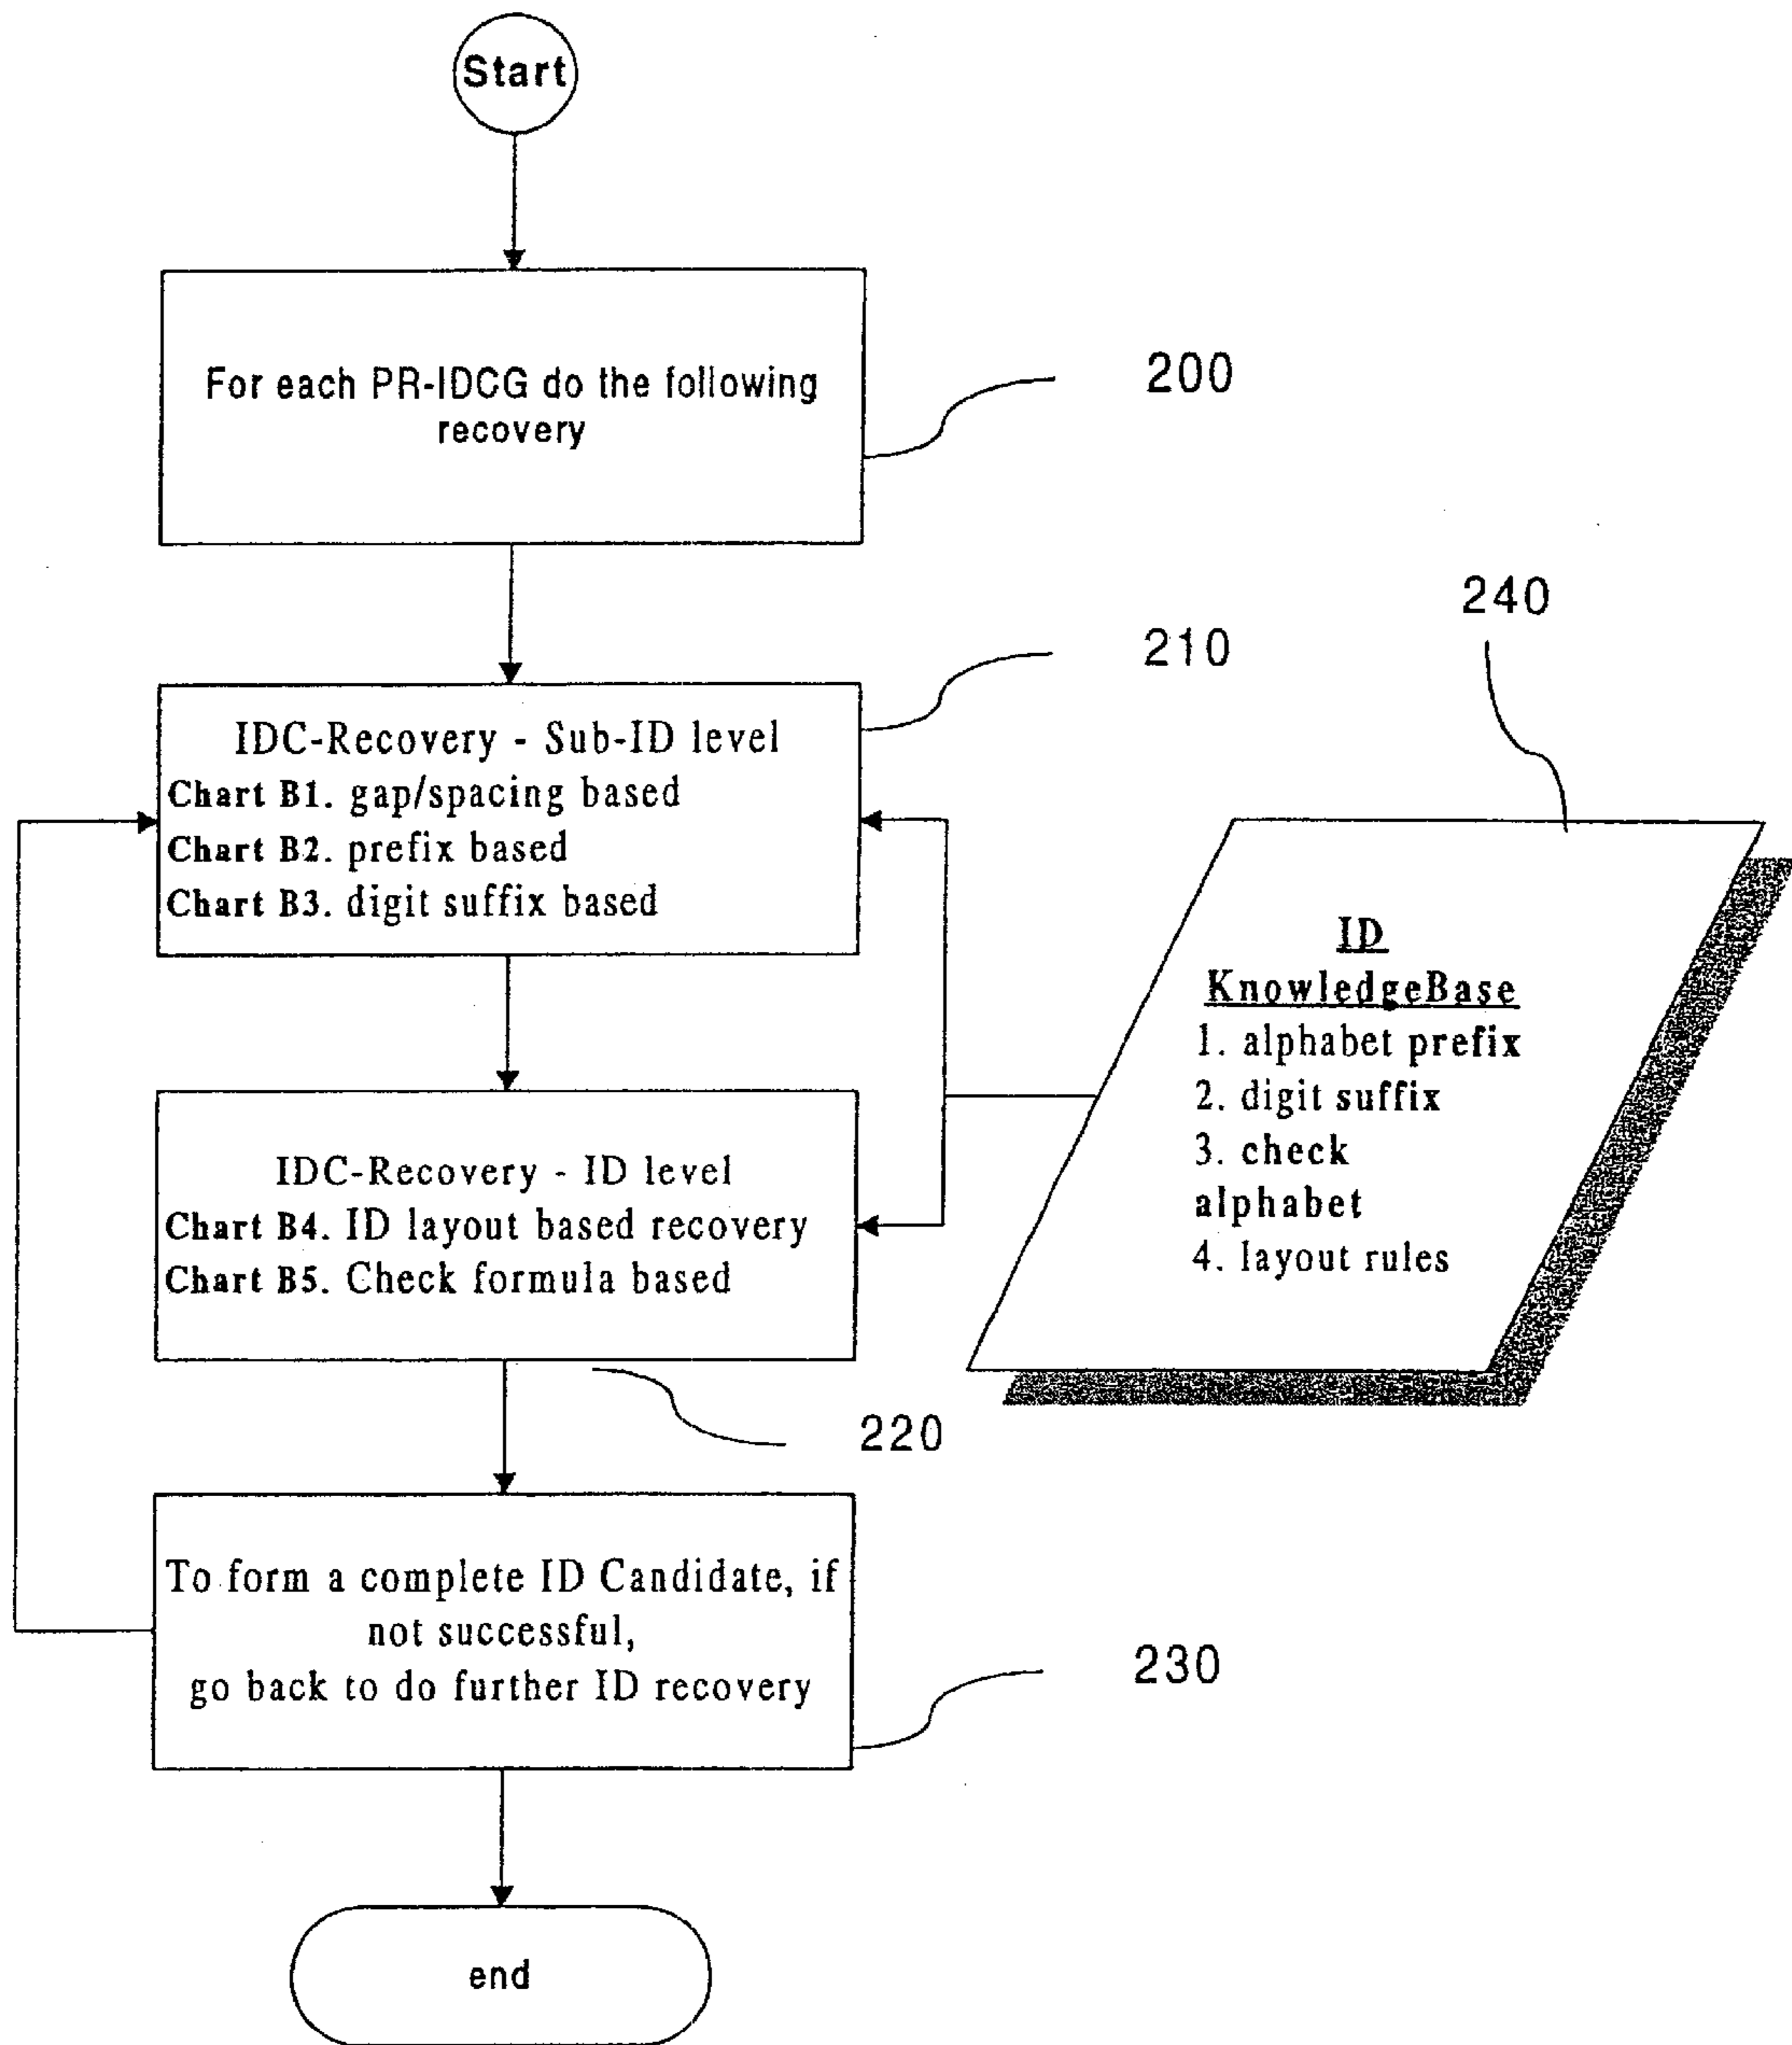 Start
For each PR-IDCG do the following
recovery
200
240
210
IDC-Recovery - Sub-ID level
Chart B1. gap/spacing based
Chart B2. prefix based
Chart B3. digit suffix based
ID
KnowledgeBase
1. alphabet prefix
2. digit suffix
3. check
alphabet
4. layout rules
IDC-Recovery - ID level
Chart B4. ID layout based recovery
Chart B5. Check formula based
220
To form a complete ID Candidate, if
not successful,
go back to do further ID recovery
230
end